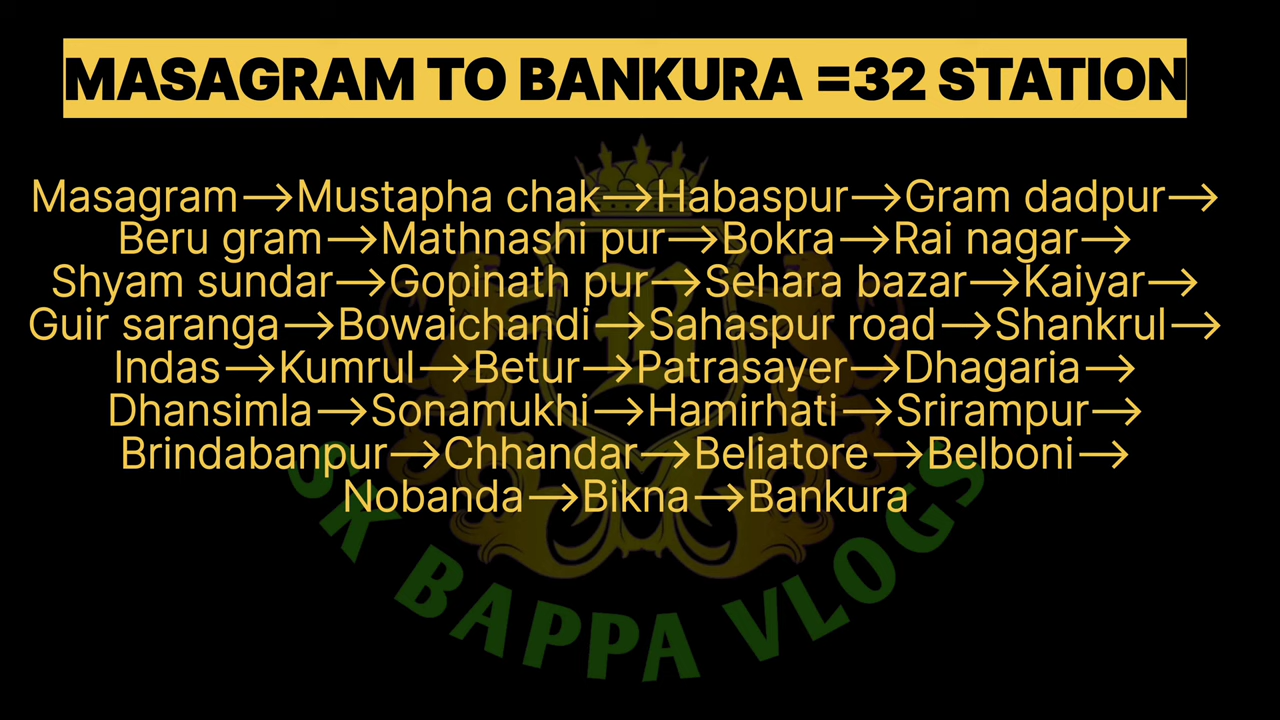 MASAGRAM TO BANKURA =32 STATION
Masagram→Mustapha chak→Habaspur→Gram dadpur→
Beru gram→Mathnashi pur→Bokra→Rai nagar→
Shyam sundar→Gopinath pur→Sehara bazar→Kaiyar→
Guir saranga→Bowaichandi→Sahaspur road→Shankrul→
Indas→Kumrul→Betur→Patrasayer→Dhagaria→
Dhansimla→Sonamukhi→Hamirhati→Srirampur→
Brindabanpur→Chhandar→Beliatore→Belboni→
Nobanda→Bikna→Bankura
B
SK BAPPA VLOGS